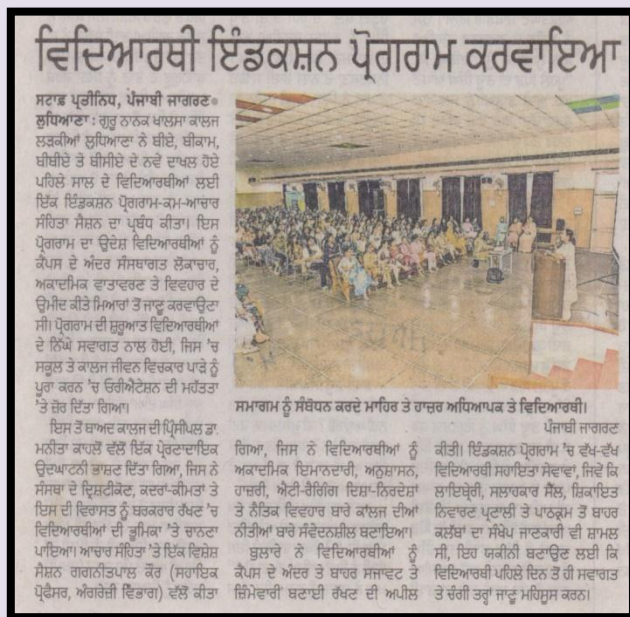 ਵਿਦਿਆਰਥੀ ਇੰਡਕਸ਼ਨ ਪ੍ਰੋਗਰਾਮ ਕਰਵਾਇਆ
ਸਟਾਫ਼ ਪ੍ਰਤੀਨਿਧ, ਪੰਜਾਬੀ ਜਾਗਰਣ
ਲੁਧਿਆਣਾ : ਗੁਰੂ ਨਾਨਕ ਖਾਲਸਾ ਕਾਲਜ
ਲੜਕੀਆਂ ਲੁਧਿਆਣਾ ਨੇ ਬੀਏ, ਬੀਕਾਮ,
ਬੀਬੀਏ ਤੇ ਬੀਸੀਏ ਦੇ ਨਵੇਂ ਦਾਖਲ ਹੋਏ
ਪਹਿਲੇ ਸਾਲ ਦੇ ਵਿਦਿਆਰਥੀਆਂ ਲਈ
ਇੱਕ ਇੰਡਕਸ਼ਨ ਪ੍ਰੋਗਰਾਮ-ਕਮ-ਆਚਾਰ
ਸੰਹਿਤਾ ਸੈਸ਼ਨ ਦਾ ਪ੍ਰਬੰਧ ਕੀਤਾ। ਇਸ
ਪ੍ਰੋਗਰਾਮ ਦਾ ਉਦੇਸ਼ ਵਿਦਿਆਰਥੀਆਂ ਨੂੰ
ਕੈਂਪਸ ਦੇ ਅੰਦਰ ਸੰਸਥਾਗਤ ਲੋਕਾਚਾਰ,
ਅਕਾਦਮਿਕ ਵਾਤਾਵਰਣ ਤੇ ਵਿਵਹਾਰ ਦੇ
ਉਮੀਦ ਕੀਤੇ ਮਿਆਰਾਂ ਤੋਂ ਜਾਣੂ ਕਰਵਾਉਣਾ
ਸੀ। ਪ੍ਰੋਗਰਾਮ ਦੀ ਸ਼ੁਰੂਆਤ ਵਿਦਿਆਰਥੀਆਂ
ਦੇ ਨਿੱਘੇ ਸਵਾਗਤ ਨਾਲ ਹੋਈ, ਜਿਸ 'ਚ
ਸਕੂਲ ਤੇ ਕਾਲਜ ਜੀਵਨ ਵਿਚਕਾਰ ਪਾੜੇ ਨੂੰ
ਪੂਰਾ ਕਰਨ 'ਚ ਓਰੀਐਂਟੇਸ਼ਨ ਦੀ ਮਹੱਤਤਾ
'ਤੇ ਜ਼ੋਰ ਦਿੱਤਾ ਗਿਆ।
ਇਸ ਤੋਂ ਬਾਅਦ ਕਾਲਜ ਦੀ ਪ੍ਰਿੰਸੀਪਲ ਡਾ.
ਮਨੀਤਾ ਕਾਹਲੋਂ ਵੱਲੋਂ ਇੱਕ ਪ੍ਰੇਰਣਾਦਾਇਕ
ਉਦਘਾਟਨੀ ਭਾਸ਼ਣ ਦਿੱਤਾ ਗਿਆ, ਜਿਸ ਨੇ
ਸੰਸਥਾ ਦੇ ਦ੍ਰਿਸ਼ਟੀਕੋਣ, ਕਦਰਾਂ-ਕੀਮਤਾਂ ਤੇ
ਇਸ ਦੀ ਵਿਰਾਸਤ ਨੂੰ ਬਰਕਰਾਰ ਰੱਖਣ 'ਚ
ਵਿਦਿਆਰਥੀਆਂ ਦੀ ਭੂਮਿਕਾ 'ਤੇ ਚਾਨਣਾ
ਪਾਇਆ। ਆਚਾਰ ਸੰਹਿਤਾ 'ਤੇ ਇੱਕ ਵਿਸ਼ੇਸ਼
ਸੈਸ਼ਨ ਗਗਨੀਤਪਾਲ ਕੌਰ (ਸਹਾਇਕ
ਪ੍ਰੋਫੈਸਰ, ਅੰਗਰੇਜ਼ੀ ਵਿਭਾਗ) ਵੱਲੋਂ ਕੀਤਾ
ਸਮਾਗਮ ਨੂੰ ਸੰਬੋਧਨ ਕਰਦੇ ਮਾਹਿਰ ਤੇ ਹਾਜ਼ਰ ਅਧਿਆਪਕ ਤੇ ਵਿਦਿਆਰਥੀ।
ਪੰਜਾਬੀ ਜਾਗਰਣ
ਗਿਆ, ਜਿਸ ਨੇ ਵਿਦਿਆਰਥੀਆਂ ਨੂੰ
ਅਕਾਦਮਿਕ ਇਮਾਨਦਾਰੀ, ਅਨੁਸ਼ਾਸਨ,
ਹਾਜ਼ਰੀ, ਐਂਟੀ-ਰੈਗਿੰਗ ਦਿਸ਼ਾ-ਨਿਰਦੇਸ਼ਾਂ
ਤੇ ਨੈਤਿਕ ਵਿਵਹਾਰ ਬਾਰੇ ਕਾਲਜ ਦੀਆਂ
ਨੀਤੀਆਂ ਬਾਰੇ ਸੰਵੇਦਨਸ਼ੀਲ ਬਣਾਇਆ।
ਬੁਲਾਰੇ ਨੇ ਵਿਦਿਆਰਥੀਆਂ ਨੂੰ
ਕੈਂਪਸ ਦੇ ਅੰਦਰ ਤੇ ਬਾਹਰ ਸਜਾਵਟ ਤੇ
ਜ਼ਿੰਮੇਵਾਰੀ ਬਣਾਈ ਰੱਖਣ ਦੀ ਅਪੀਲ
ਕੀਤੀ। ਇੰਡਕਸ਼ਨ ਪ੍ਰੋਗਰਾਮ 'ਚ ਵੱਖ-ਵੱਖ
ਵਿਦਿਆਰਥੀ ਸਹਾਇਤਾ ਸੇਵਾਵਾਂ, ਜਿਵੇਂ ਕਿ
ਲਾਇਬ੍ਰੇਰੀ, ਸਲਾਹਕਾਰ ਸੈੱਲ, ਸ਼ਿਕਾਇਤ
ਨਿਵਾਰਣ ਪ੍ਰਣਾਲੀ ਤੇ ਪਾਠਕ੍ਰਮ ਤੋਂ ਬਾਹਰ
ਕਲੱਬਾਂ ਦਾ ਸੰਖੇਪ ਜਾਣਕਾਰੀ ਵੀ ਸ਼ਾਮਲ
ਸੀ, ਇਹ ਯਕੀਨੀ ਬਣਾਉਣ ਲਈ ਕਿ
ਵਿਦਿਆਰਥੀ ਪਹਿਲੇ ਦਿਨ ਤੋਂ ਹੀ ਸਵਾਗਤ
ਤੇ ਚੰਗੀ ਤਰ੍ਹਾਂ ਜਾਣੂ ਮਹਿਸੂਸ ਕਰਨ।